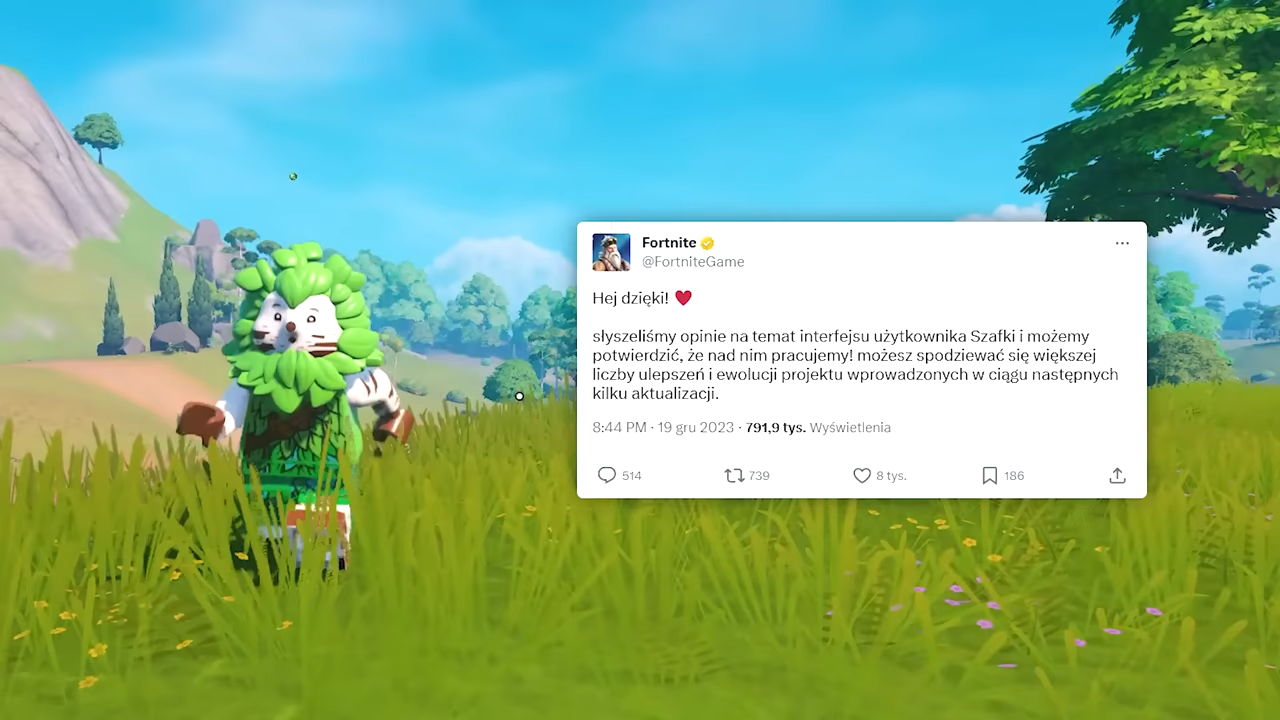 Fortnite
@FortniteGame
Hej dzięki! ❤️
słyszeliśmy opinie na temat interfejsu użytkownika Szafki i możemy
potwierdzić, że nad nim pracujemy! możesz spodziewać się większej
liczby ulepszeń i ewolucji projektu wprowadzonych w ciągu następnych
kilku aktualizacji.
8:44 PM · 19 gru 2023 · 791,9 tys. Wyświetlenia
514 739 8 tys. 186